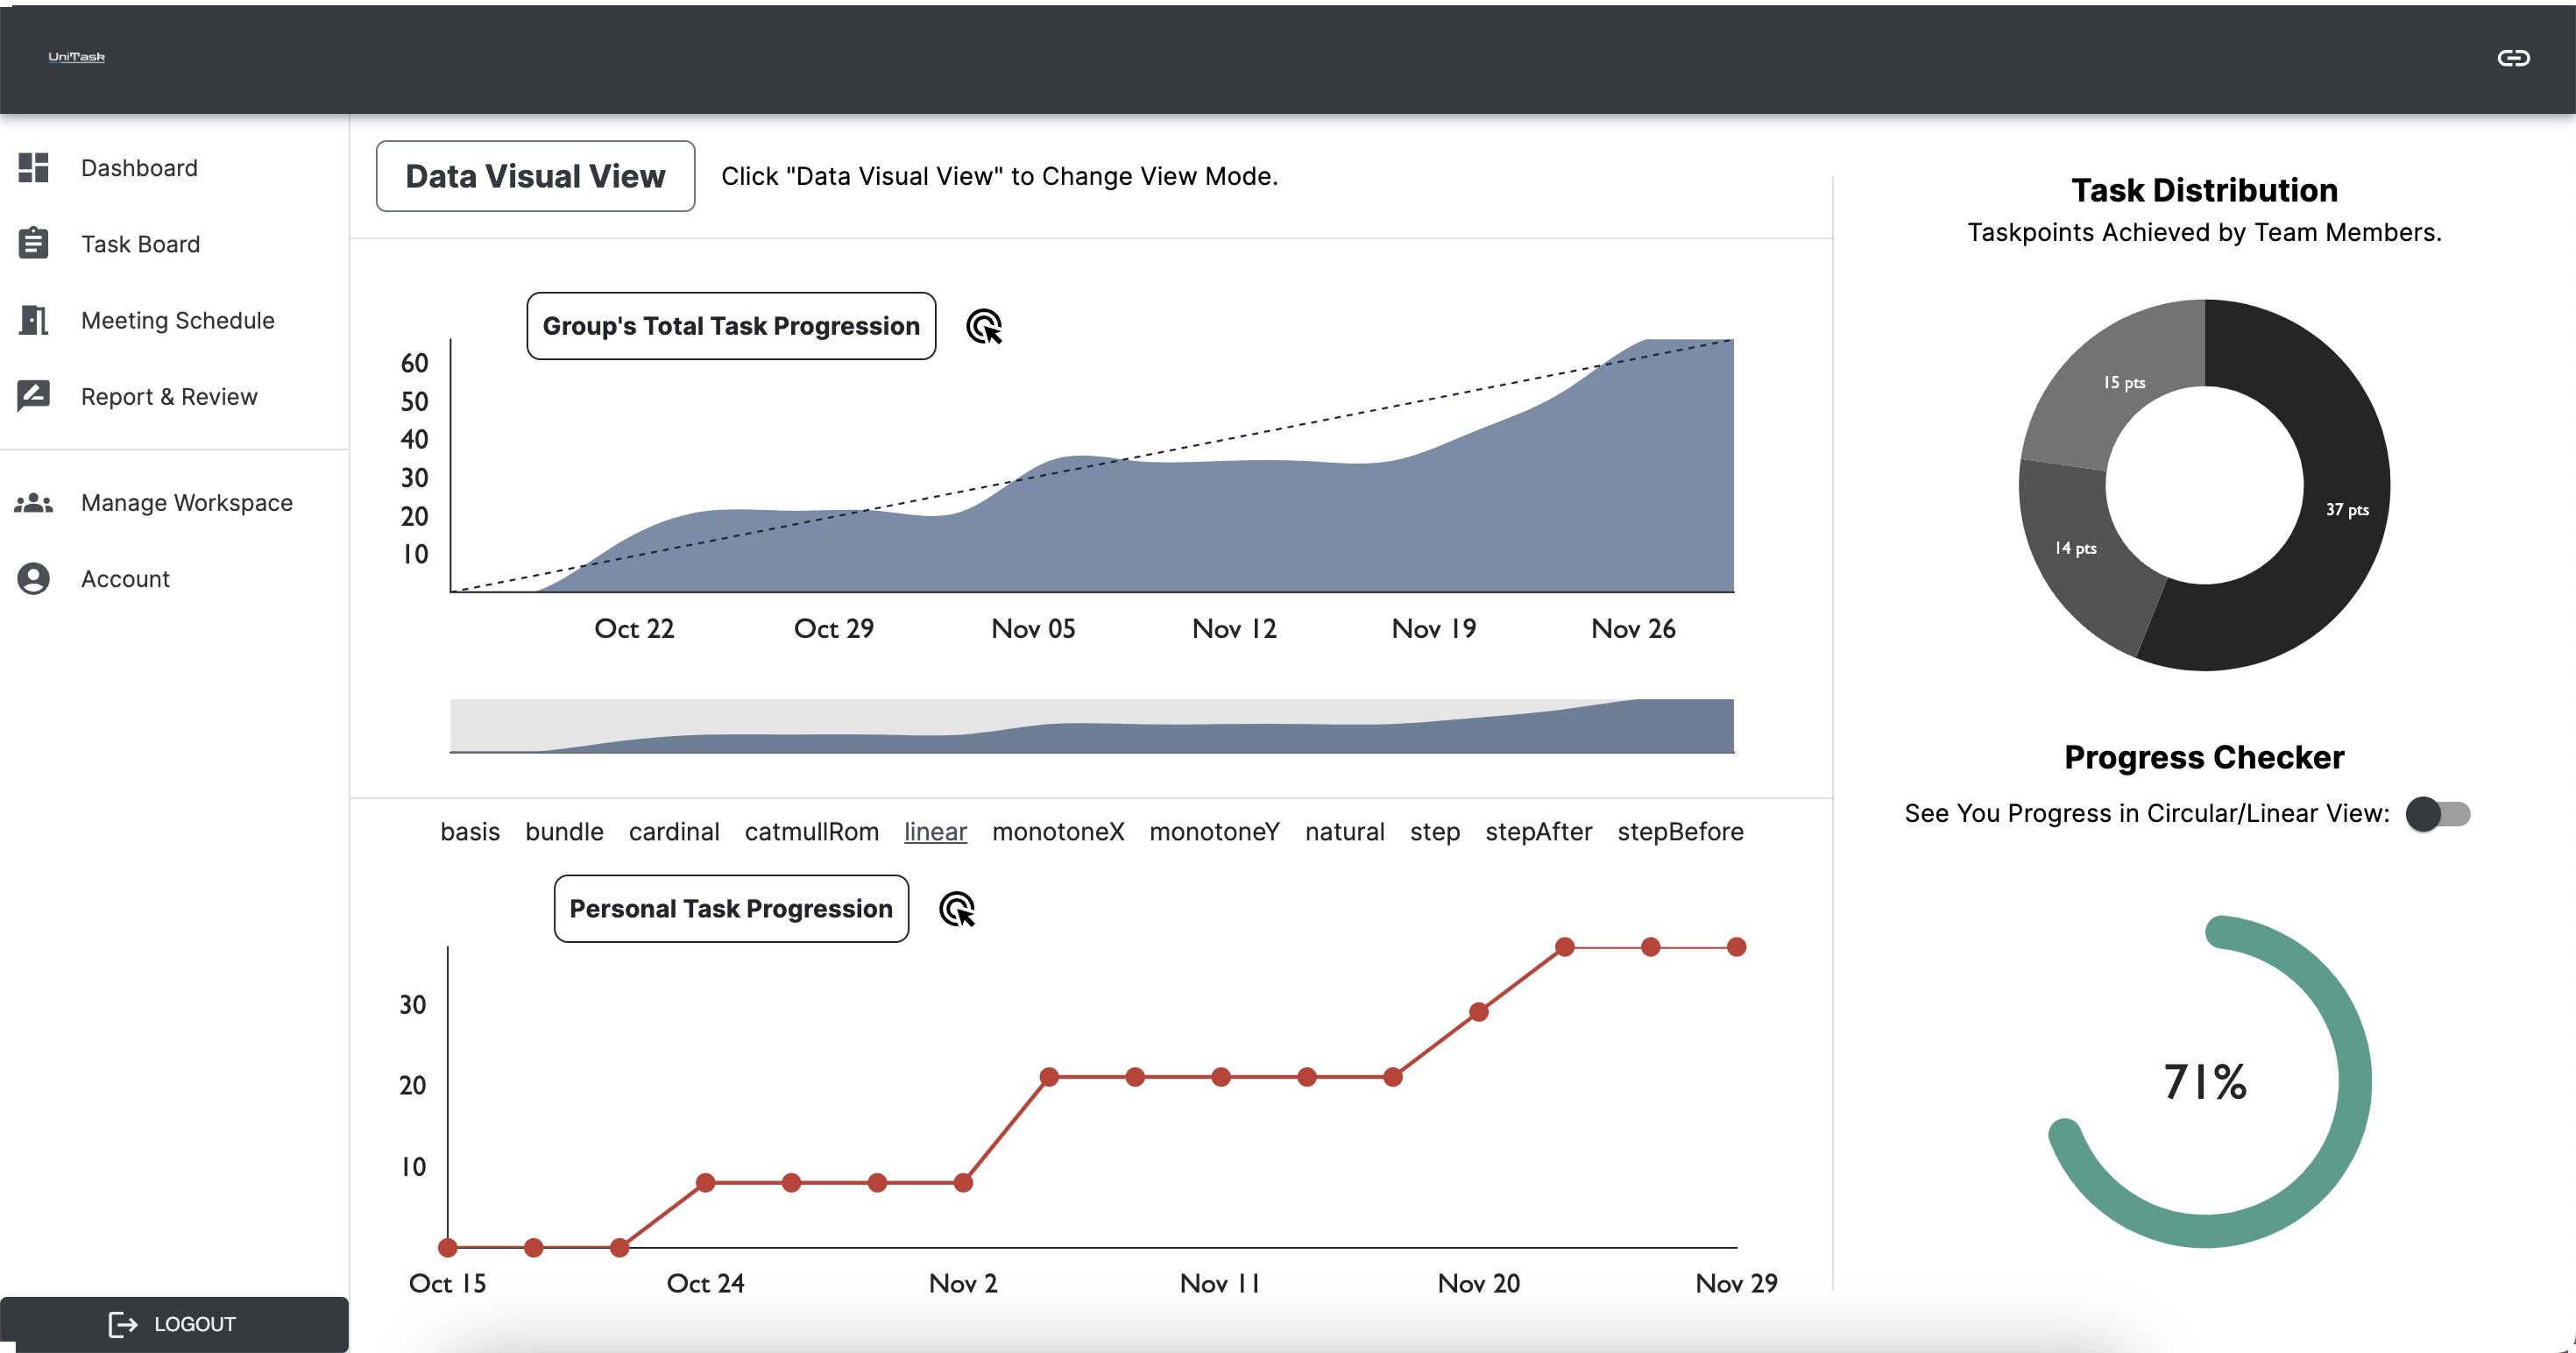 UniTask
Dashboard
Task Board
Meeting Schedule
Report & Review
Manage Workspace
Account
LOGOUT
Data Visual View
Click "Data Visual View" to Change View Mode.
Group's Total Task Progression
60
50
40
30
20
10
Oct 22 Oct 29 Nov 05 Nov 12 Nov 19 Nov 26
basis bundle cardinal catmullRom linear monotoneX monotoneY natural step stepAfter stepBefore
Personal Task Progression
30
20
10
Oct 15 Oct 24 Nov 2 Nov 11 Nov 20 Nov 29
Task Distribution
Taskpoints Achieved by Team Members.
15 pts
37 pts
14 pts
Progress Checker
See You Progress in Circular/Linear View:
71%